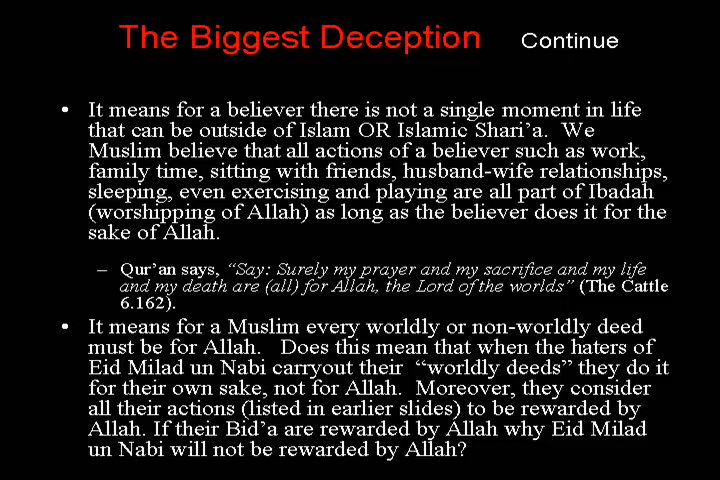 The Biggest Deception Continue
• It means for a believer there is not a single moment in life
that can be outside of Islam OR Islamic Shari'a. We
Muslim believe that all actions of a believer such as work,
family time, sitting with friends, husband-wife relationships,
sleeping, even exercising and playing are all part of Ibadah
(worshipping of Allah) as long as the believer does it for the
sake of Allah.
– Qur'an says, “Say: Surely my prayer and my sacrifice and my life
and my death are (all) for Allah, the Lord of the worlds” (The Cattle
6.162).
• It means for a Muslim every worldly or non-worldly deed
must be for Allah. Does this mean that when the haters of
Eid Milad un Nabi carryout their “worldly deeds” they do it
for their own sake, not for Allah. Moreover, they consider
all their actions (listed in earlier slides) to be rewarded by
Allah. If their Bid'a are rewarded by Allah why Eid Milad
un Nabi will not be rewarded by Allah?